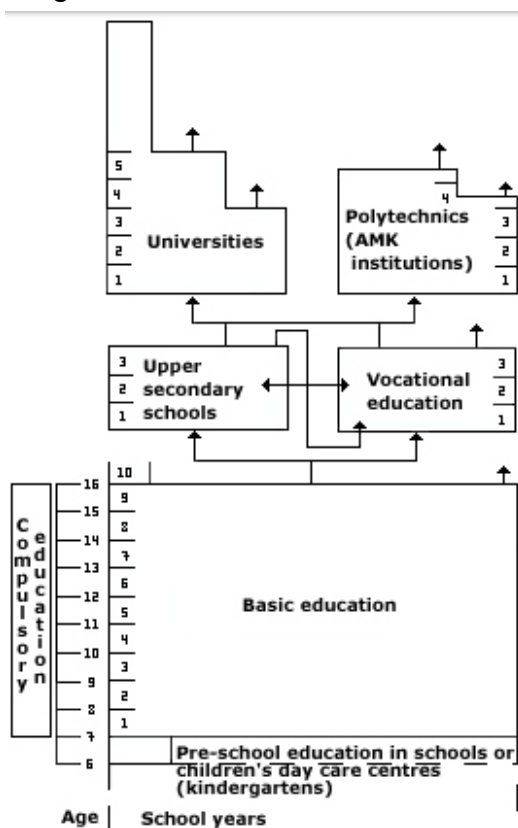 5
4
3
2
1
Universities
4
3
2
1
Polytechnics
(AMK
institutions)
3
2
1
Upper
secondary
schools
Vocational
education
3
2
1
10
9
8
7
6
5
4
3
2
1
Basic education
Compulsory
education
16
15
14
13
12
11
10
9
8
7
6
Pre-school education in schools or
children's day care centres
(kindergartens)
Age
School years